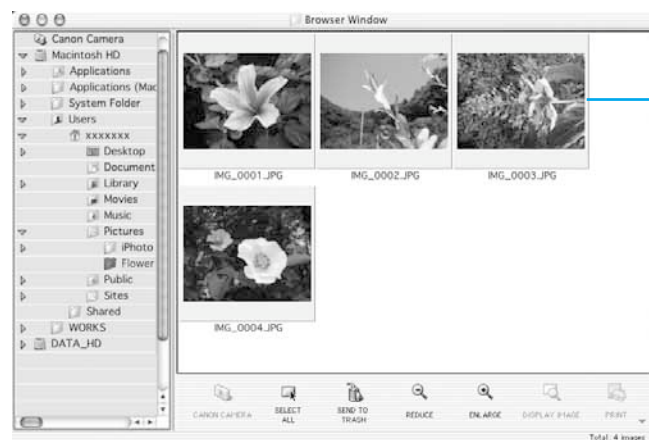 Browser Window
Canon Camera
Macintosh HD
Applications
Applications (Mac
System Folder
Users
xxxxxxx
Desktop
Document
Library
Movies
Music
Pictures
iPhoto
Flower
Public
Sites
Shared
WORKS
DATA_HD
IMG_0001.JPG
IMG_0002.JPG
IMG_0003.JPG
IMG_0004.JPG
CANON CAMERA
SELECT ALL
SEND TO TRASH
REDUCE
ENLARGE
DISPLAY IMAGE
PRINT
Total: 4 images